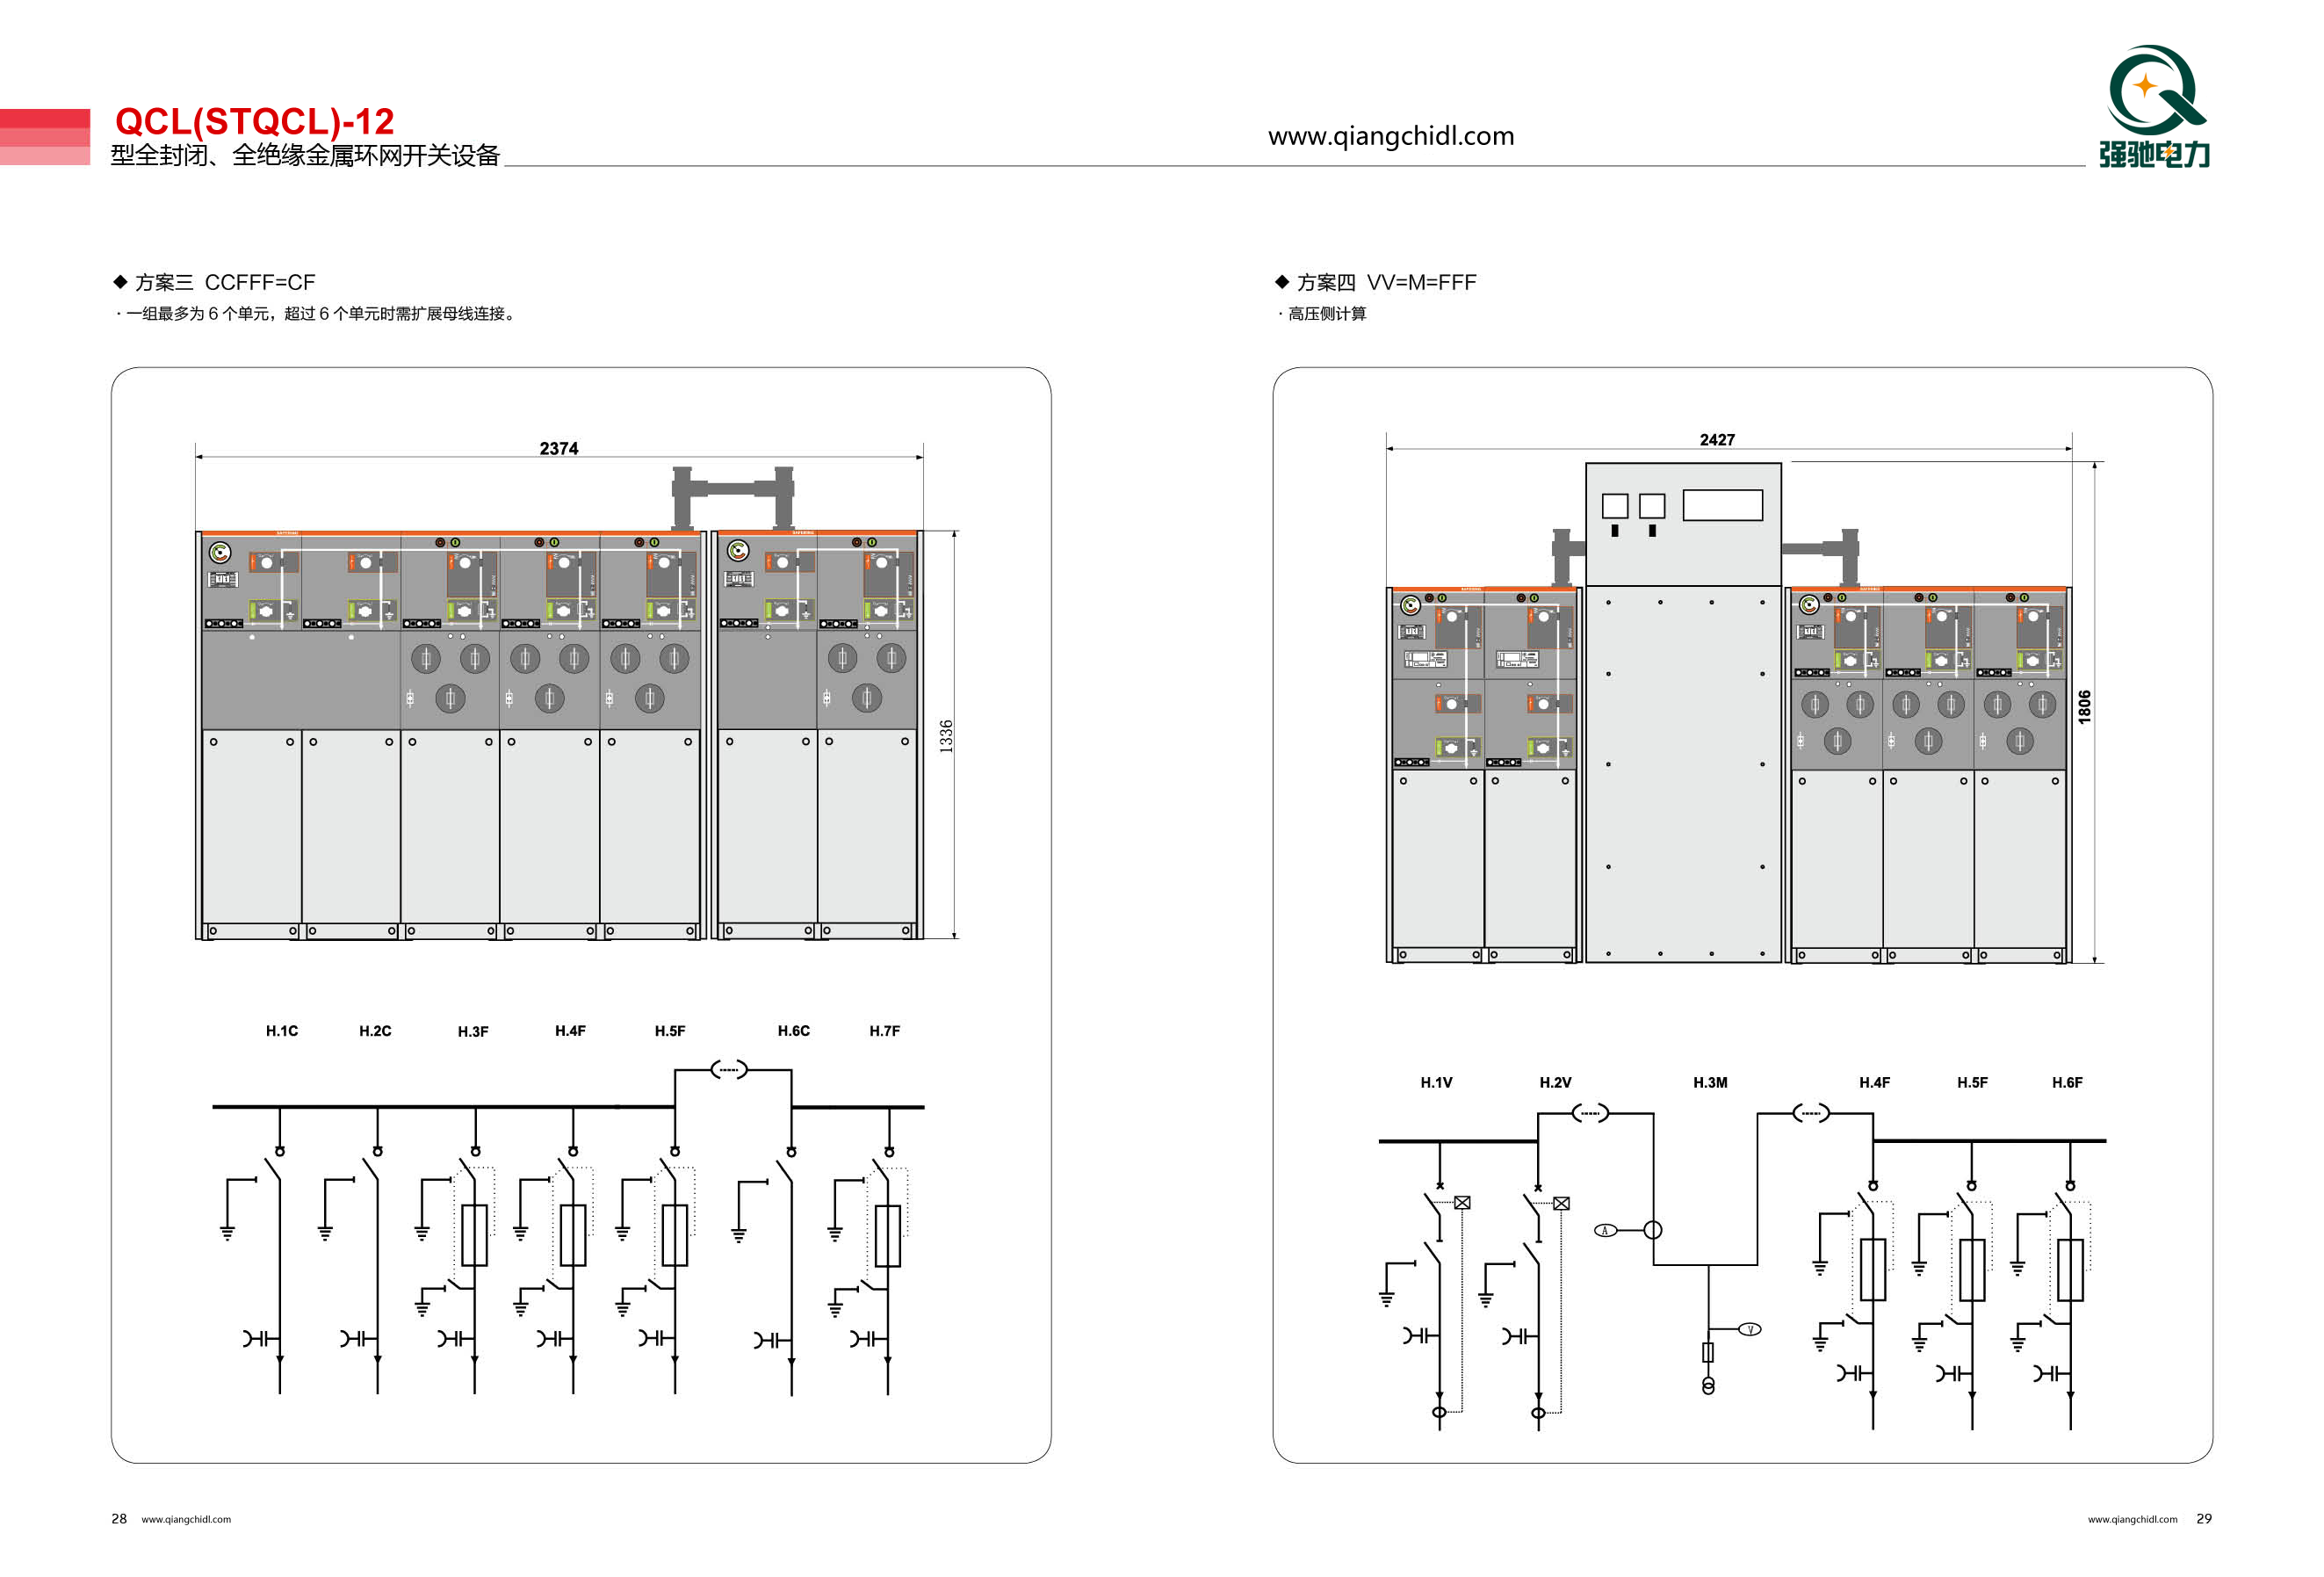 QCL(STQCL)-12
型全封闭、全绝缘金属环网开关设备
www.qiangchidl.com
强驰电力
◆ 方案三 CCFFF=CF
·一组最多为 6 个单元，超过 6 个单元时需扩展母线连接。
2374
1336
H.1C H.2C H.3F H.4F H.5F H.6C H.7F
◆ 方案四 VV=M=FFF
·高压侧计算
2427
1806
H.1V H.2V H.3M H.4F H.5F H.6F
A
V
28 www.qiangchidl.com
www.qiangchidl.com 29